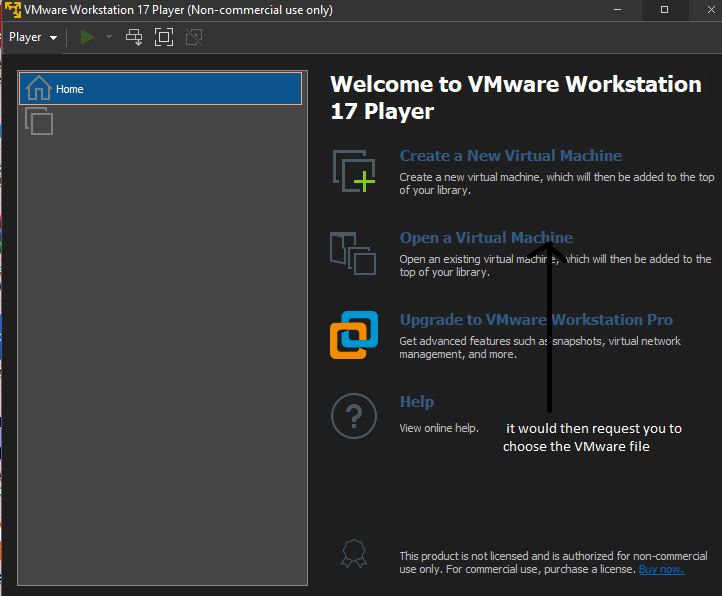 VMware Workstation 17 Player (Non-commercial use only)
Player
Home
Welcome to VMware Workstation
17 Player
Create a New Virtual Machine
Create a new virtual machine, which will then be added to the top
of your library.
Open a Virtual Machine
Open an existing virtual machine, which will then be added to the
top of your library.
Upgrade to VMware Workstation Pro
Get advanced features such as snapshots, virtual network
management, and more.
Help
View online help.
it would then request you to
choose the VMware file
This product is not licensed and is authorized for non-commercial
use only. For commercial use, purchase a license. Buy now.